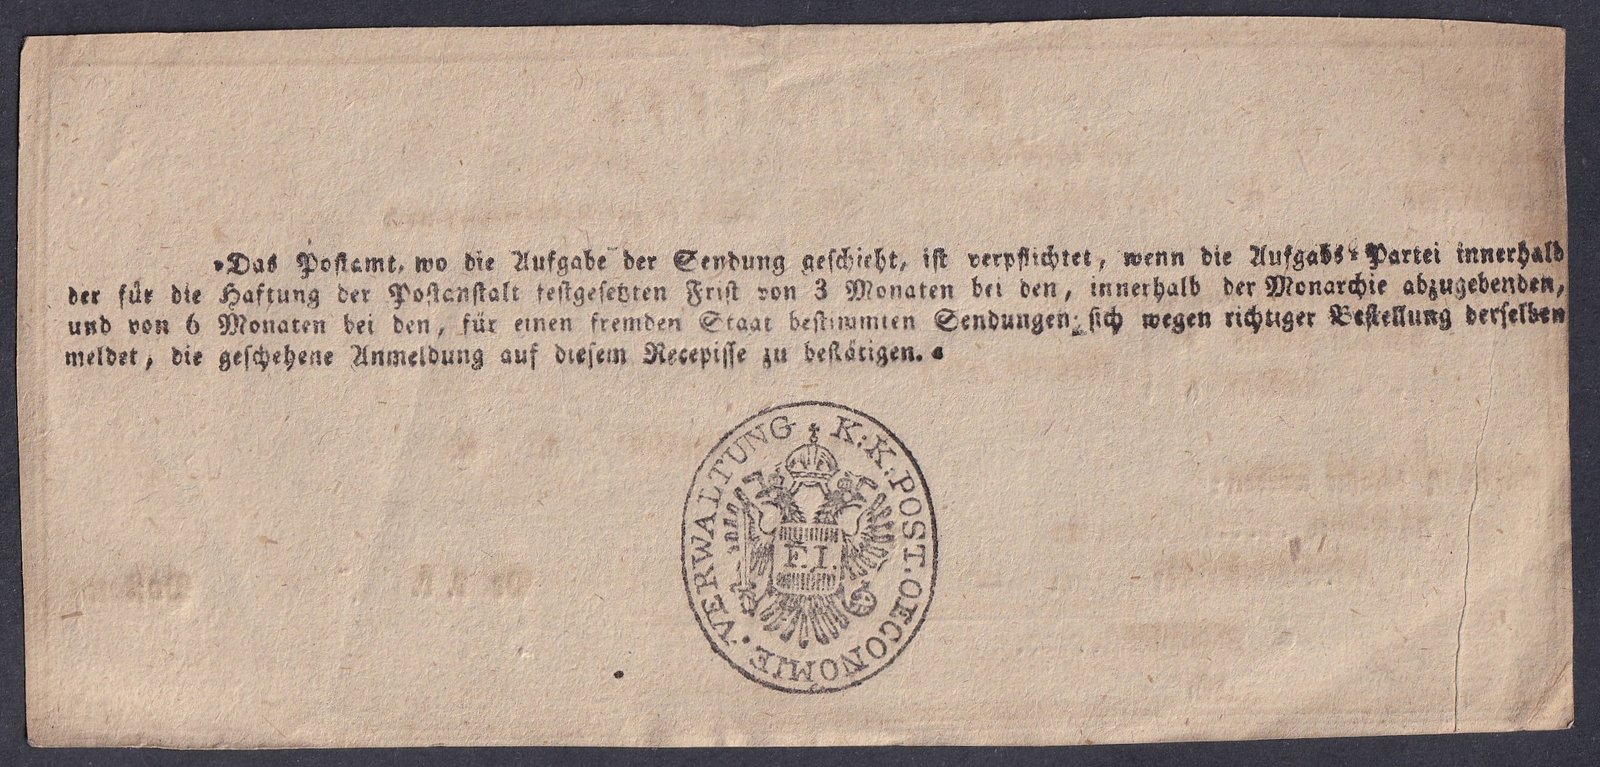 „Das Postamt, wo die Aufgabe der Sendung geschieht, ist verpflichtet, wenn die Aufgabs-Partei innerhalb
der für die Haftung der Postanstalt festgesetzten Frist von 3 Monaten bei den, innerhalb der Monarchie abzugebenden,
und von 6 Monaten bei den, für einen fremden Staat bestimmten Sendungen, sich wegen richtiger Bestellung derselben
meldet, die geschehene Anmeldung auf diesem Recepisse zu bestätigen.“
K:K:POST.OECONOMIE.VERWALTUNG
F.I.